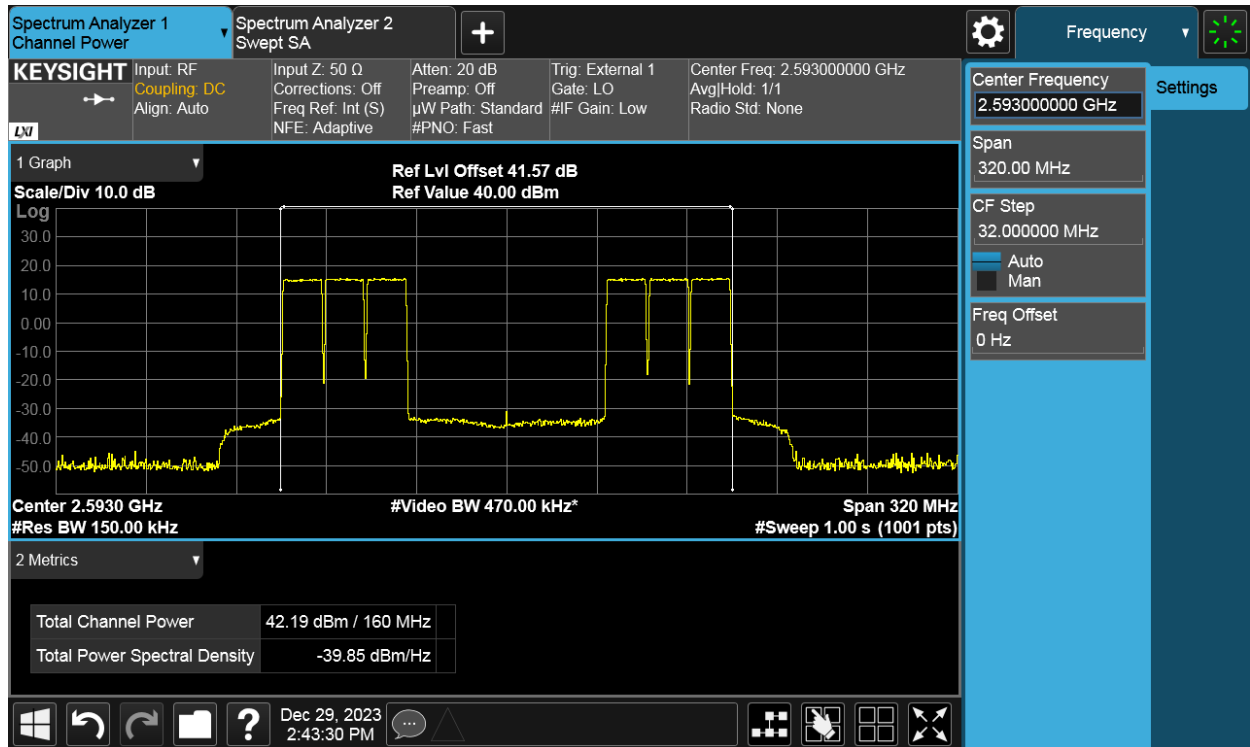 Spectrum Analyzer 1
Channel Power
Spectrum Analyzer 2
Swept SA
+
Frequency
KEYSIGHT
LXI
Input: RF
Coupling: DC
Align: Auto
Input Z: 50 Ω
Corrections: Off
Freq Ref: Int (S)
NFE: Adaptive
Atten: 20 dB
Preamp: Off
µW Path: Standard
#PNO: Fast
Trig: External 1
Gate: LO
#IF Gain: Low
Center Freq: 2.593000000 GHz
Avg|Hold: 1/1
Radio Std: None
Center Frequency
2.593000000 GHz
Settings
Span
320.00 MHz
CF Step
32.000000 MHz
Auto
Man
Freq Offset
0 Hz
1 Graph
Scale/Div 10.0 dB
Ref Lvl Offset 41.57 dB
Ref Value 40.00 dBm
Log
30.0
20.0
10.0
0.00
-10.0
-20.0
-30.0
-40.0
-50.0
Center 2.5930 GHz
#Video BW 470.00 kHz*
Span 320 MHz
#Res BW 150.00 kHz
#Sweep 1.00 s (1001 pts)
2 Metrics
Total Channel Power 42.19 dBm / 160 MHz
Total Power Spectral Density -39.85 dBm/Hz
?
Dec 29, 2023
2:43:30 PM